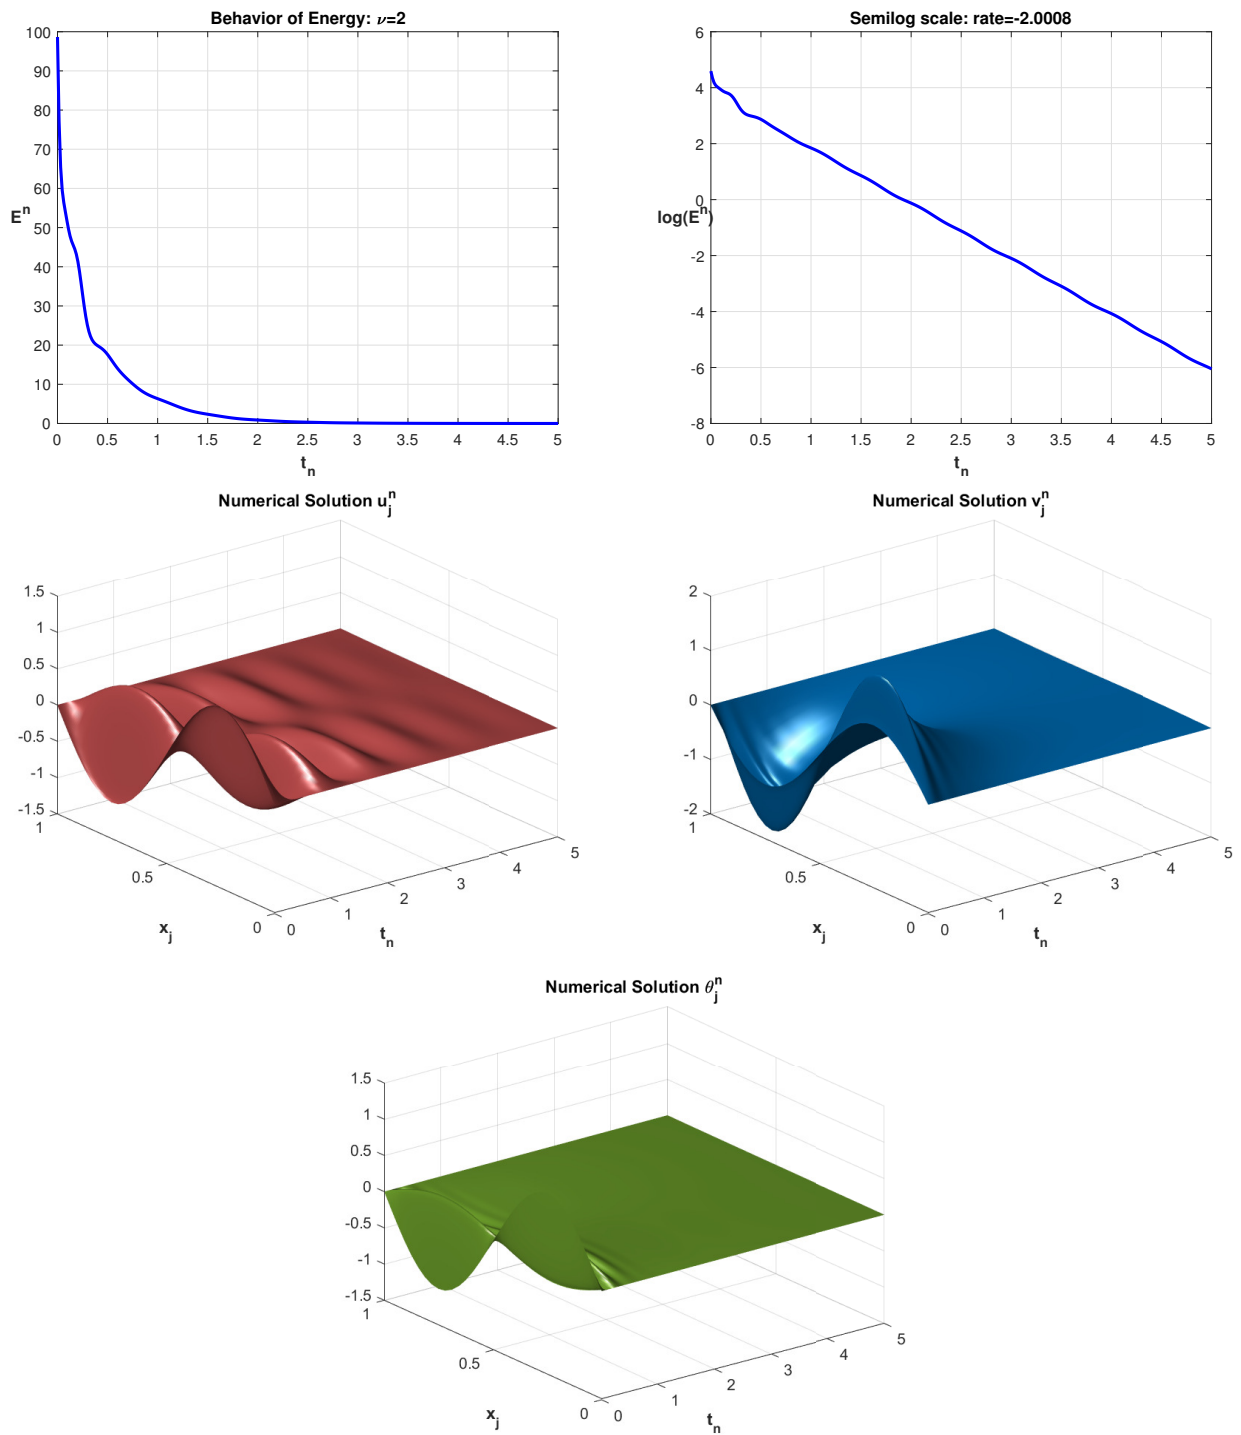 Behavior of Energy: ν=2
100
90
80
70
60
50
40
30
20
10
0
E^n
0 0.5 1 1.5 2 2.5 3 3.5 4 4.5 5
t_n
Semilog scale: rate=-2.0008
6
4
2
0
-2
-4
-6
-8
log(E^n)
0 0.5 1 1.5 2 2.5 3 3.5 4 4.5 5
t_n
Numerical Solution u_j^n
1.5
1
0.5
0
-0.5
-1
-1.5
1
0.5
0
x_j
0 1 2 3 4 5
t_n
Numerical Solution v_j^n
2
1
0
-1
-2
1
0.5
0
x_j
0 1 2 3 4 5
t_n
Numerical Solution θ_j^n
1.5
1
0.5
0
-0.5
-1
-1.5
1
0.5
0
x_j
0 1 2 3 4 5
t_n